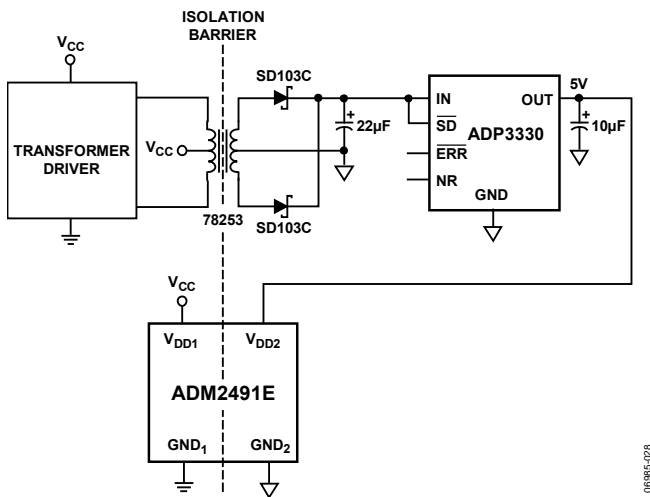 ISOLATION
BARRIER
VCC
SD103C
5V
IN
OUT
SD
22µF
ADP3330
10µF
TRANSFORMER
DRIVER
VCC
ERR
NR
GND
78253
SD103C
VCC
VDD1
VDD2
ADM2491E
GND1
GND2
06985-028